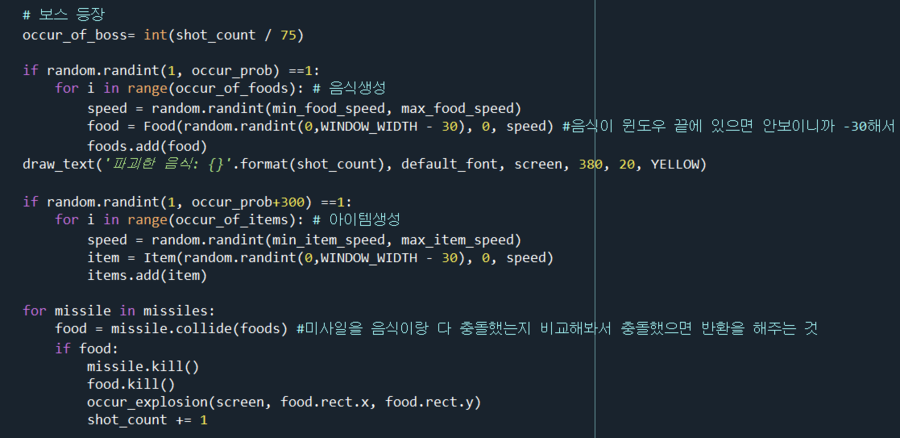 # 보스 등장
occur_of_boss= int(shot_count / 75)
if random.randint(1, occur_prob) ==1:
for i in range(occur_of_foods): # 음식생성
speed = random.randint(min_food_speed, max_food_speed)
food = Food(random.randint(0,WINDOW_WIDTH - 30), 0, speed) #음식이 윈도우 끝에 있으면 안보이니까 -30해서
foods.add(food)
draw_text('파괴한 음식: {}'.format(shot_count), default_font, screen, 380, 20, YELLOW)
if random.randint(1, occur_prob+300) ==1:
for i in range(occur_of_items): # 아이템생성
speed = random.randint(min_item_speed, max_item_speed)
item = Item(random.randint(0,WINDOW_WIDTH - 30), 0, speed)
items.add(item)
for missile in missiles:
food = missile.collide(foods) #미사일을 음식이랑 다 충돌했는지 비교해봐서 충돌했으면 반환을 해주는 것
if food:
missile.kill()
food.kill()
occur_explosion(screen, food.rect.x, food.rect.y)
shot_count += 1